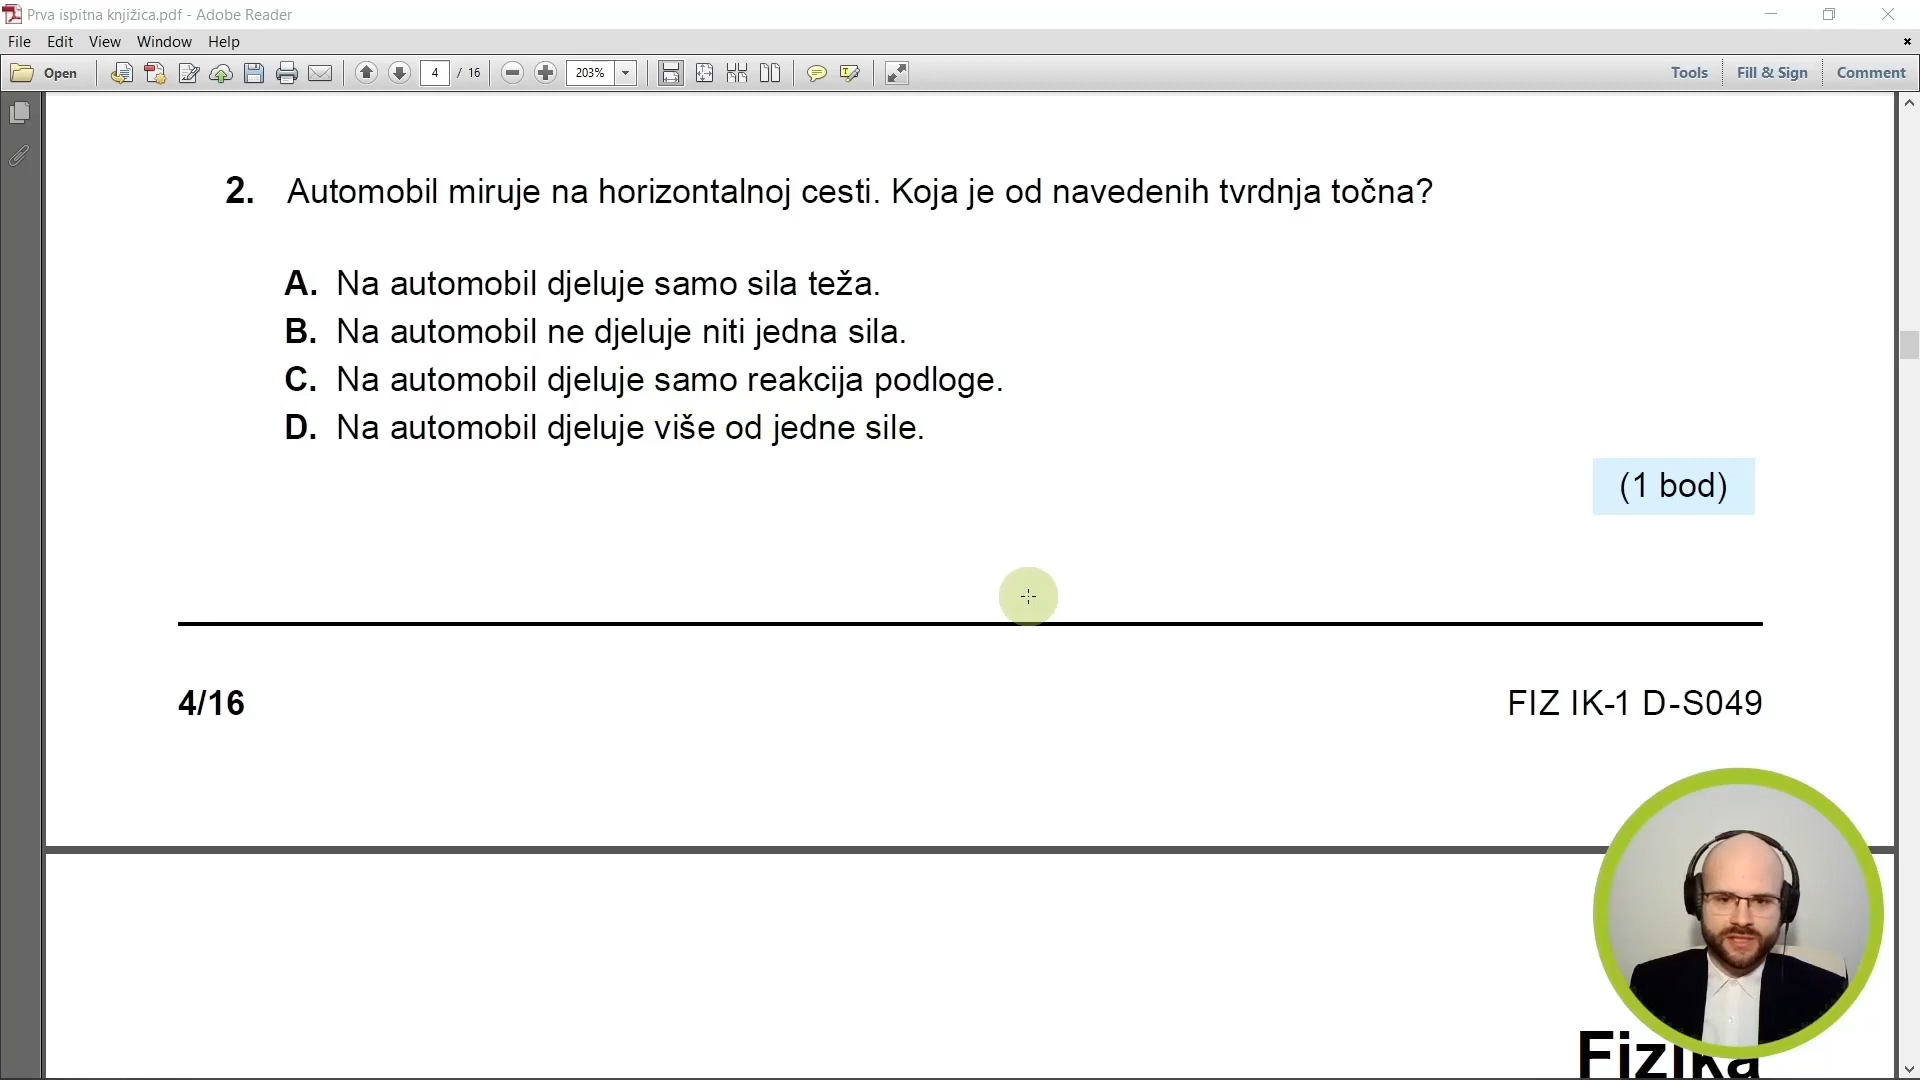 Prva ispitna knjižica.pdf - Adobe Reader
File Edit View Window Help
Open 4 / 16 203% Tools Fill & Sign Comment
2. Automobil miruje na horizontalnoj cesti. Koja je od navedenih tvrdnja točna?
A. Na automobil djeluje samo sila teža.
B. Na automobil ne djeluje niti jedna sila.
C. Na automobil djeluje samo reakcija podloge.
D. Na automobil djeluje više od jedne sile.
(1 bod)
4/16 FIZ IK-1 D-S049
Fizika